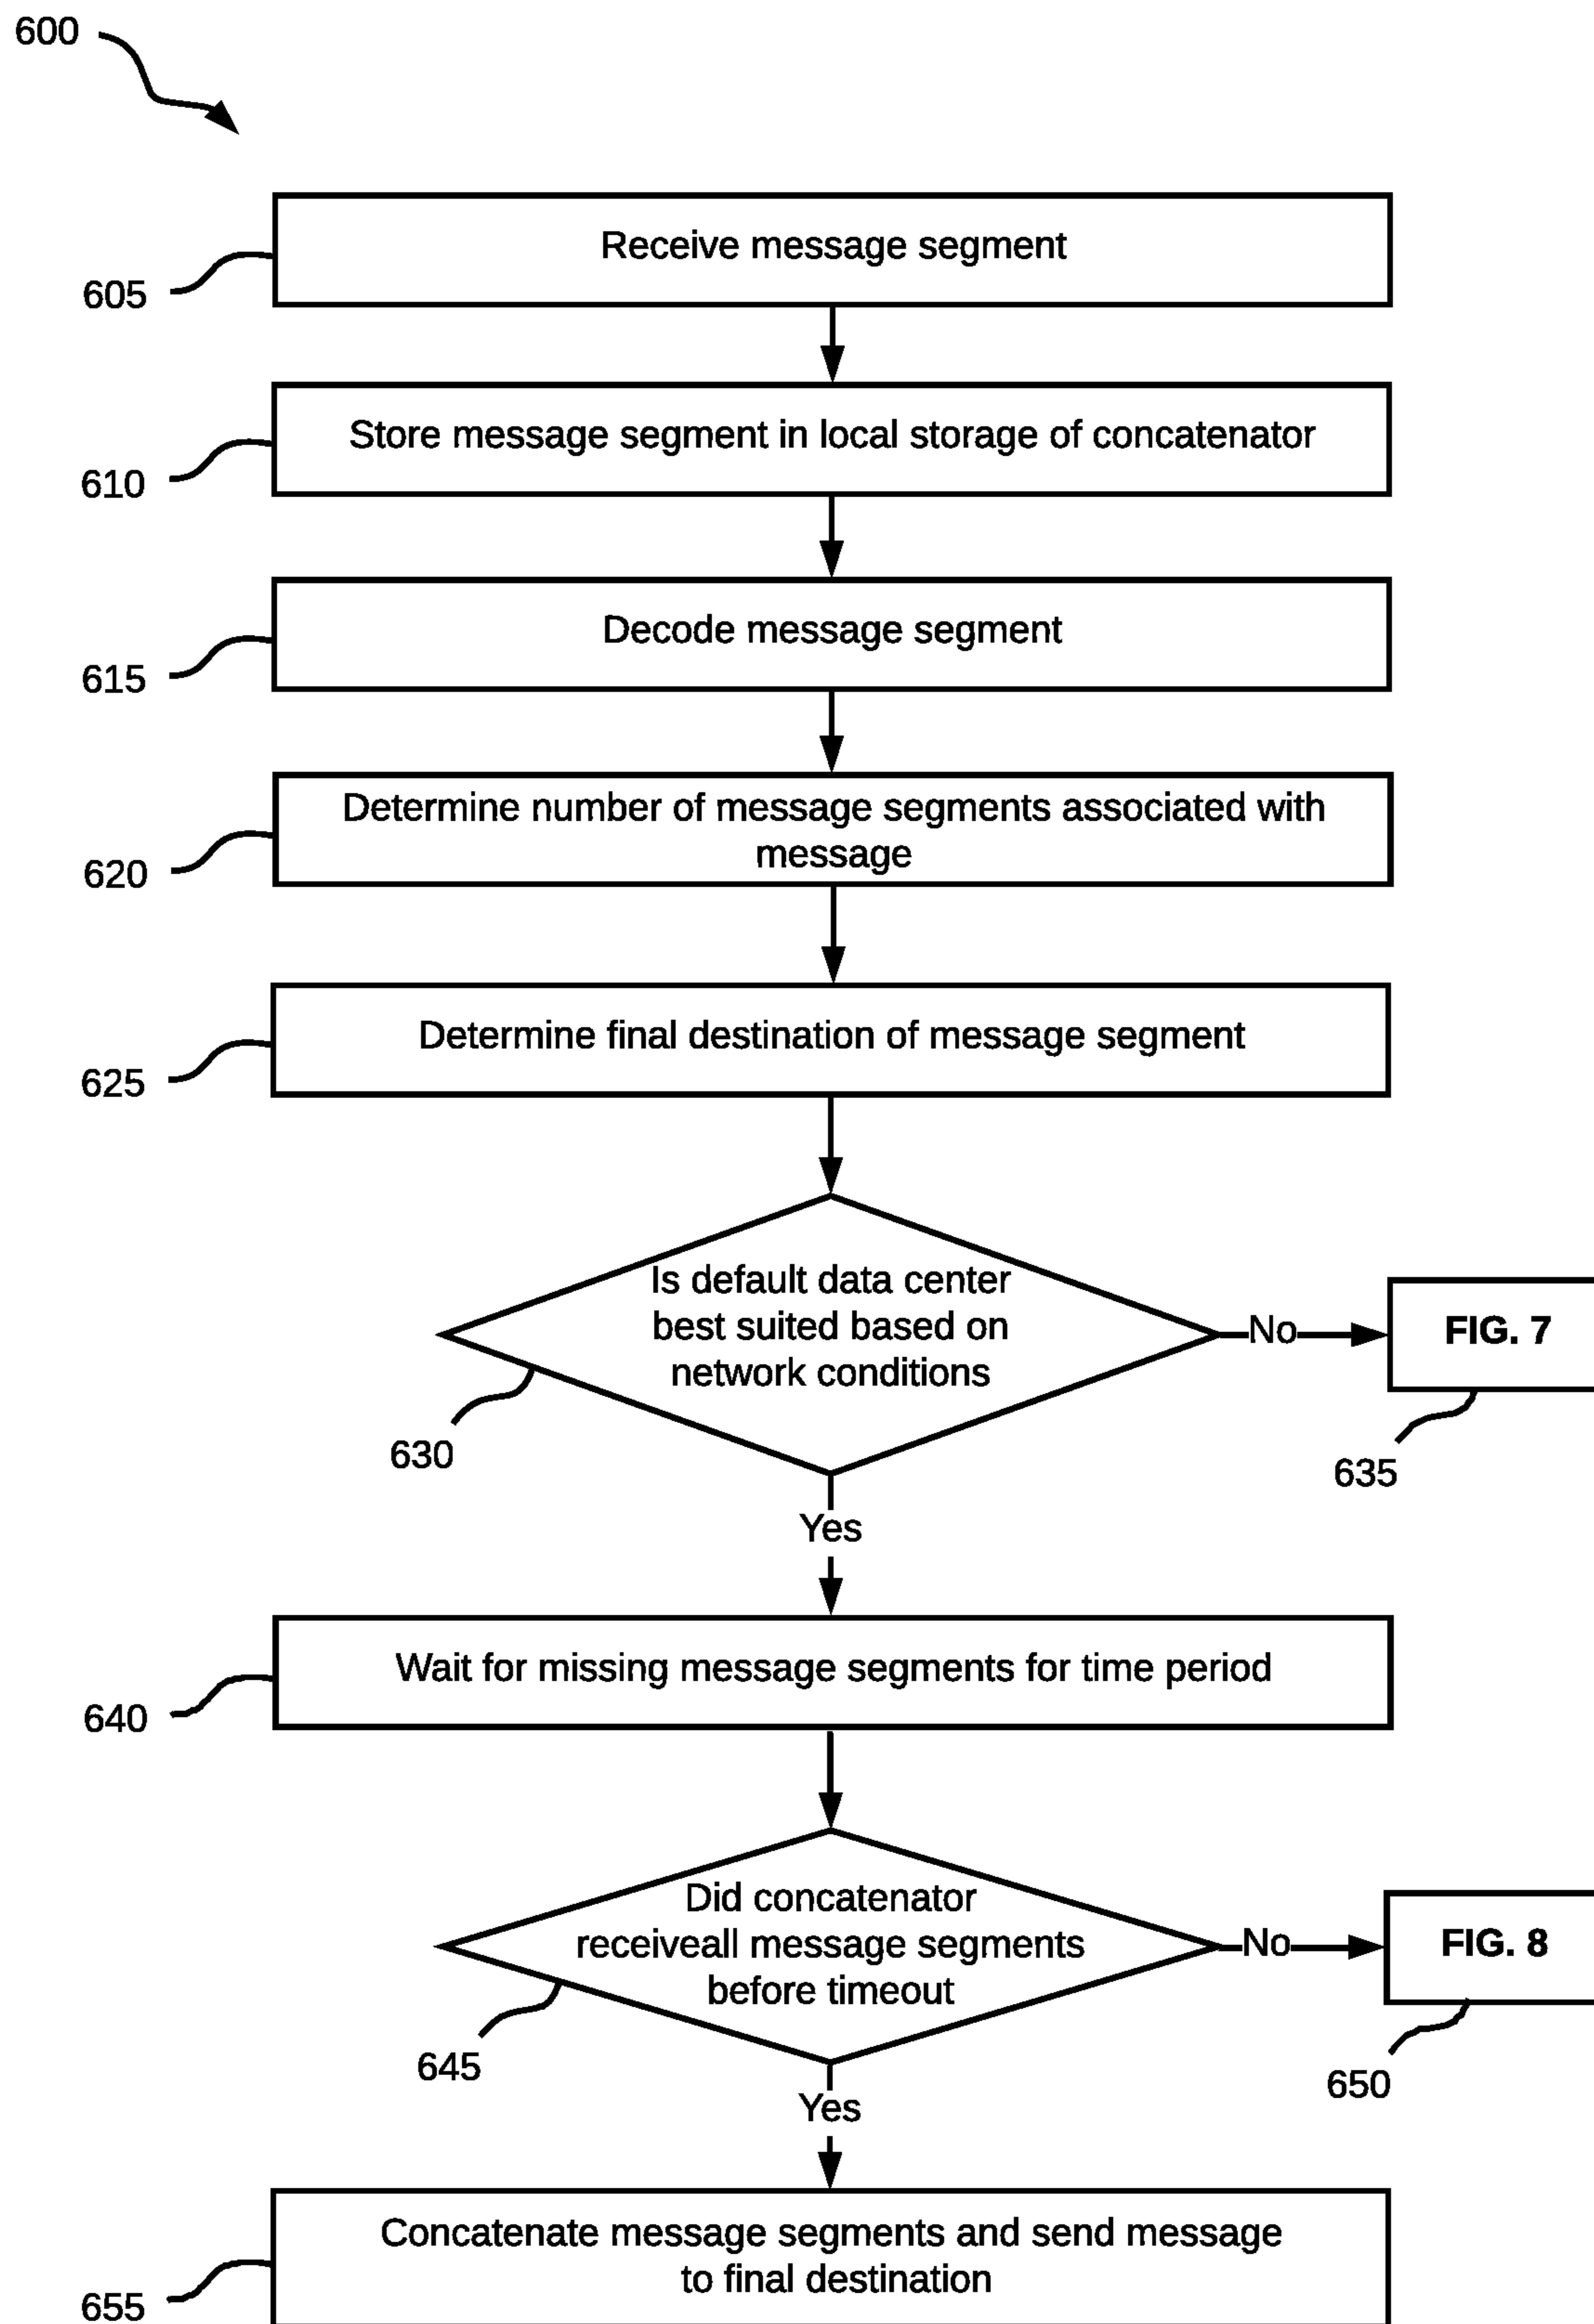 600
Receive message segment
605
Store message segment in local storage of concatenator
610
Decode message segment
615
Determine number of message segments associated with
message
620
Determine final destination of message segment
625
Is default data center
best suited based on
network conditions
No
FIG. 7
630
635
Yes
Wait for missing message segments for time period
640
Did concatenator
receiveall message segments
before timeout
No
FIG. 8
645
650
Yes
Concatenate message segments and send message
to final destination
655